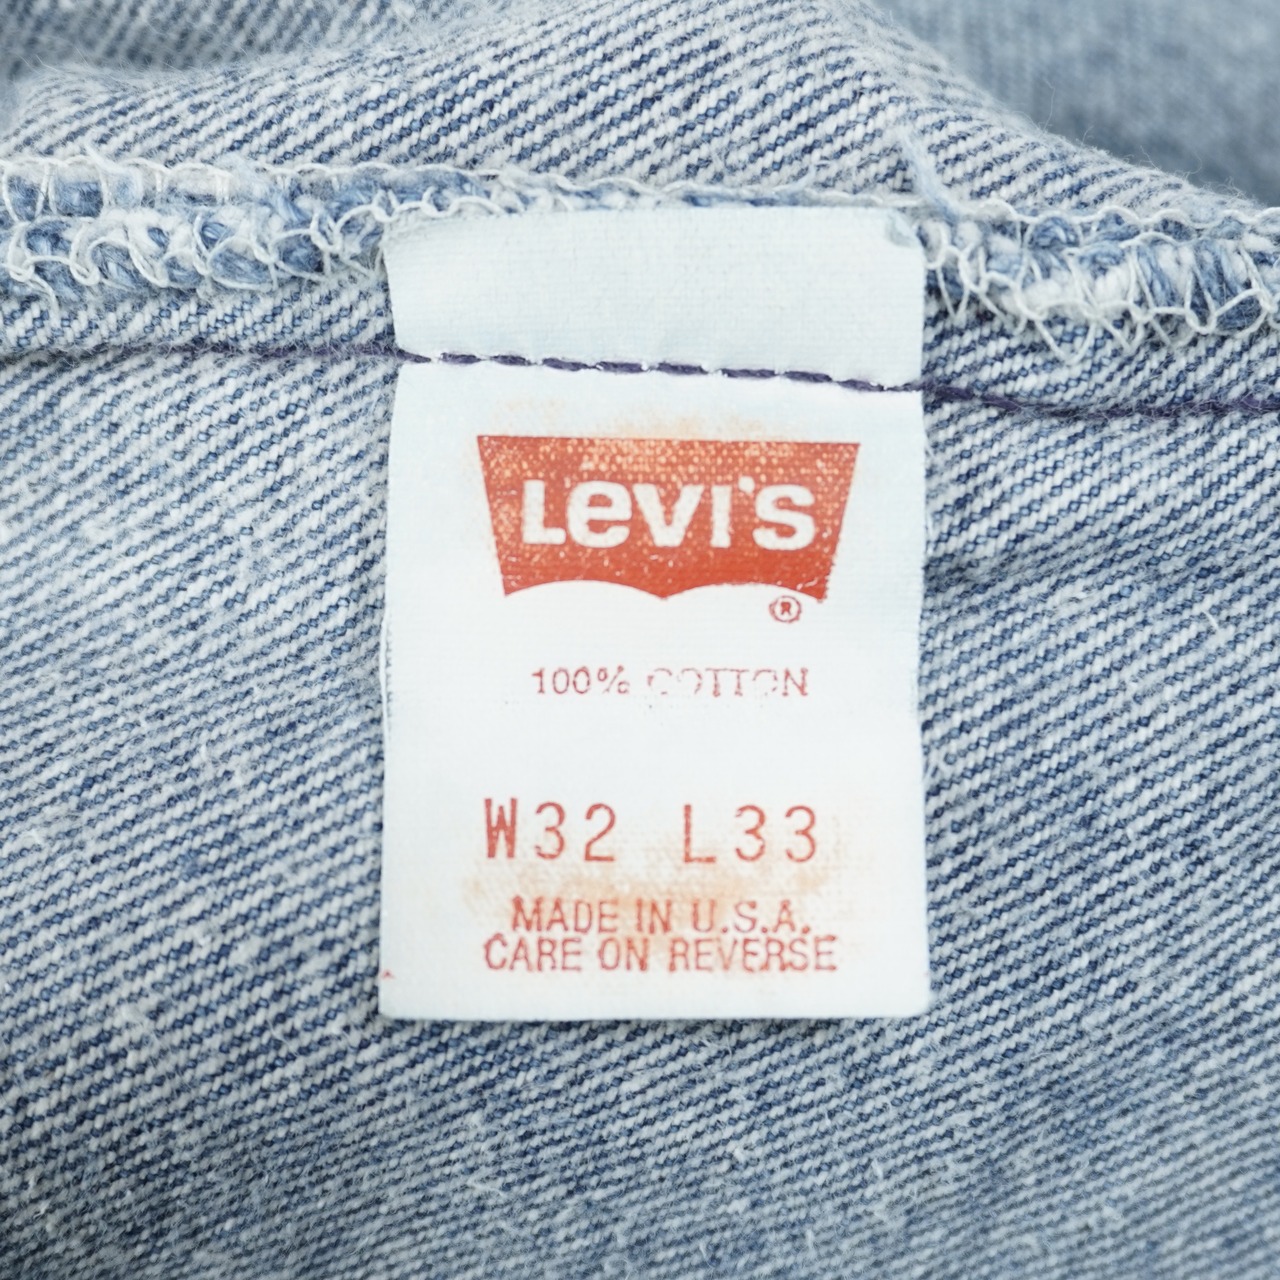 Levi's
®
100% COTTON
W32 L33
MADE IN U.S.A.
CARE ON REVERSE